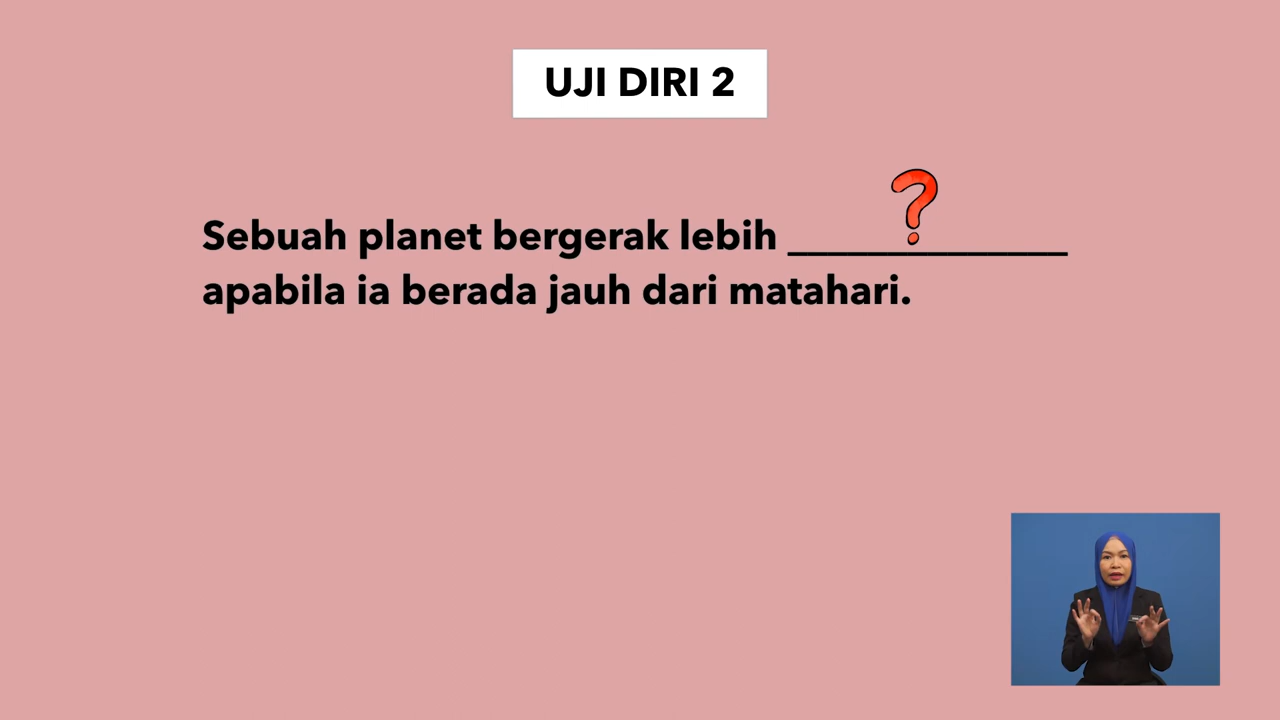 UJI DIRI 2
Sebuah planet bergerak lebih ______________
apabila ia berada jauh dari matahari.